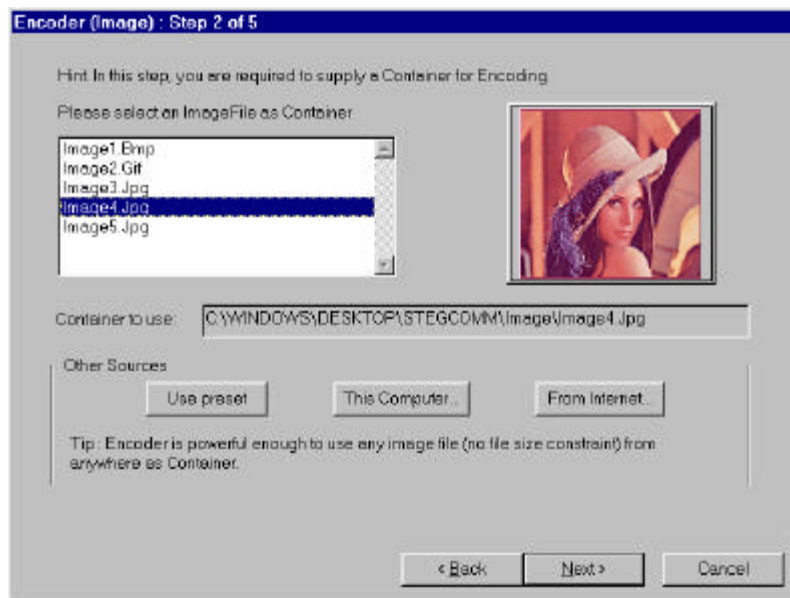 Encoder (Image) : Step 2 of 5
Hint. In this step, you are required to supply a Container for Encoding
Please select an ImageFile as Container
Image1.Bmp
Image2.Gif
Image3.Jpg
Image4.Jpg
Image5.Jpg
Container to use: C:\WINDOWS\DESKTOP\STEGCOMM\Image\Image4.Jpg
Other Sources
Use preset This Computer... From Internet...
Tip : Encoder is powerful enough to use any image file (no file size constraint) from
anywhere as Container.
< Back Next > Cancel